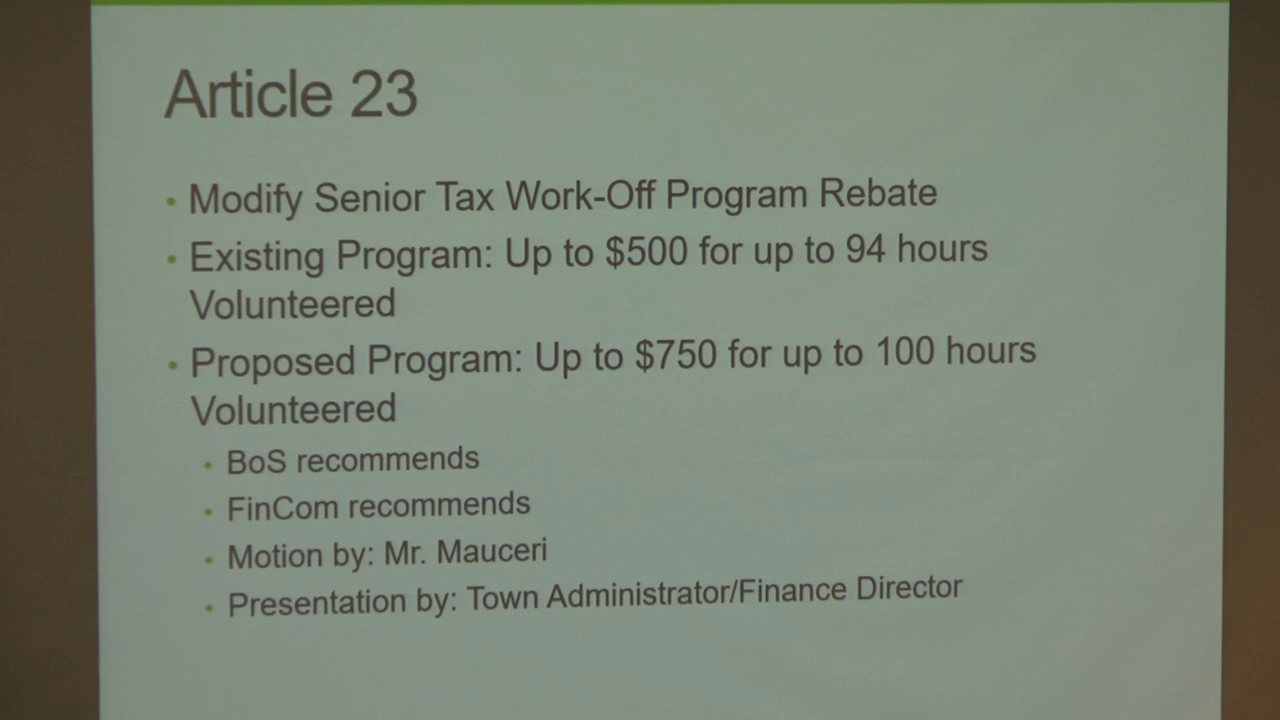 Article 23
• Modify Senior Tax Work-Off Program Rebate
• Existing Program: Up to $500 for up to 94 hours
Volunteered
• Proposed Program: Up to $750 for up to 100 hours
Volunteered
• BoS recommends
• FinCom recommends
• Motion by: Mr. Mauceri
• Presentation by: Town Administrator/Finance Director